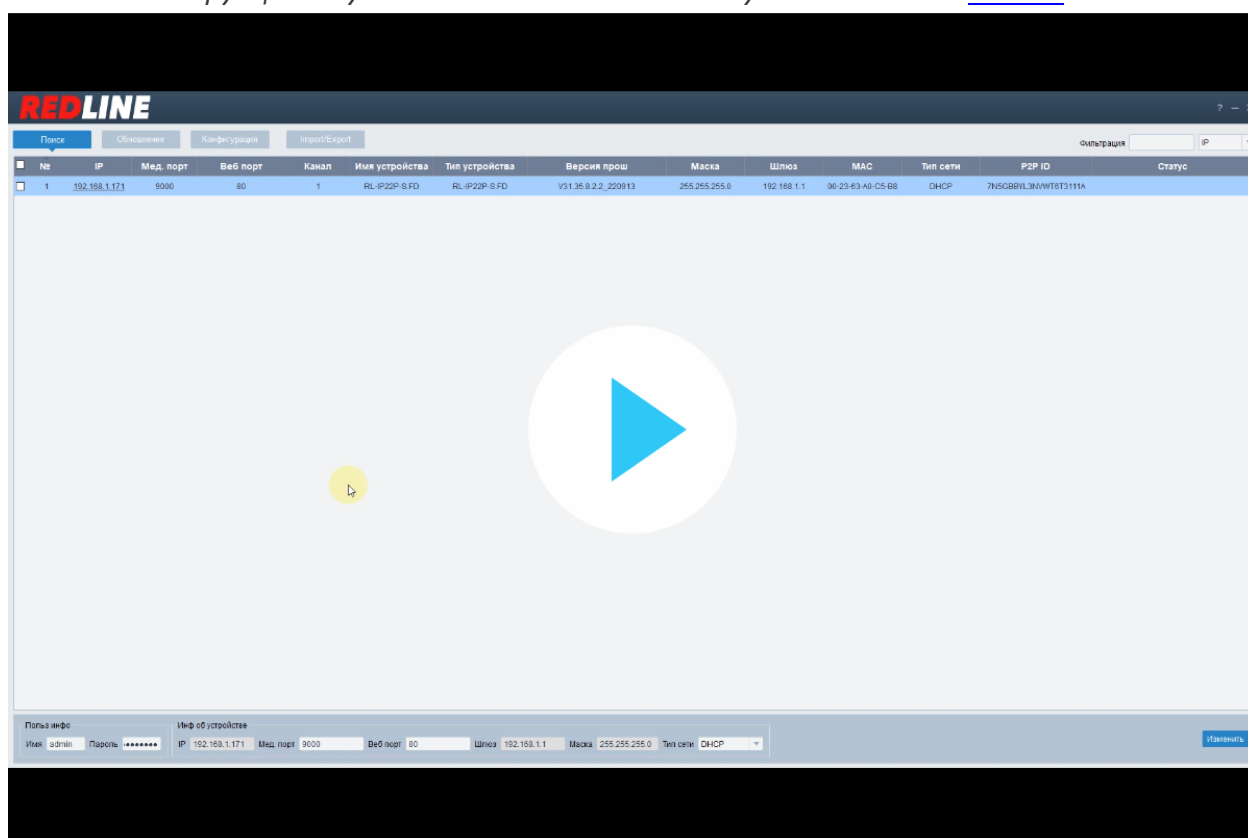 REDLINE
? –
Поиск Обновление Конфигурация Import/Export Фильтрация IP
№ IP Мед. порт Веб порт Канал Имя устройства Тип устройства Версия прош Маска Шлюз MAC Тип сети P2P ID Статус
1 192.168.1.171 9000 80 1 RL-IP22P-S.FD RL-IP22P-S.FD V31.35.8.2.2_220913 255.255.255.0 192.168.1.1 00-23-63-A0-C5-B8 DHCP 7N5GBBYL3NVWT6T3111A
Польз инфо Инф об устройстве
Имя admin Пароль IP 192.168.1.171 Мед. порт 9000 Веб порт 80 Шлюз 192.168.1.1 Маска 255.255.255.0 Тип сети DHCP Изменить